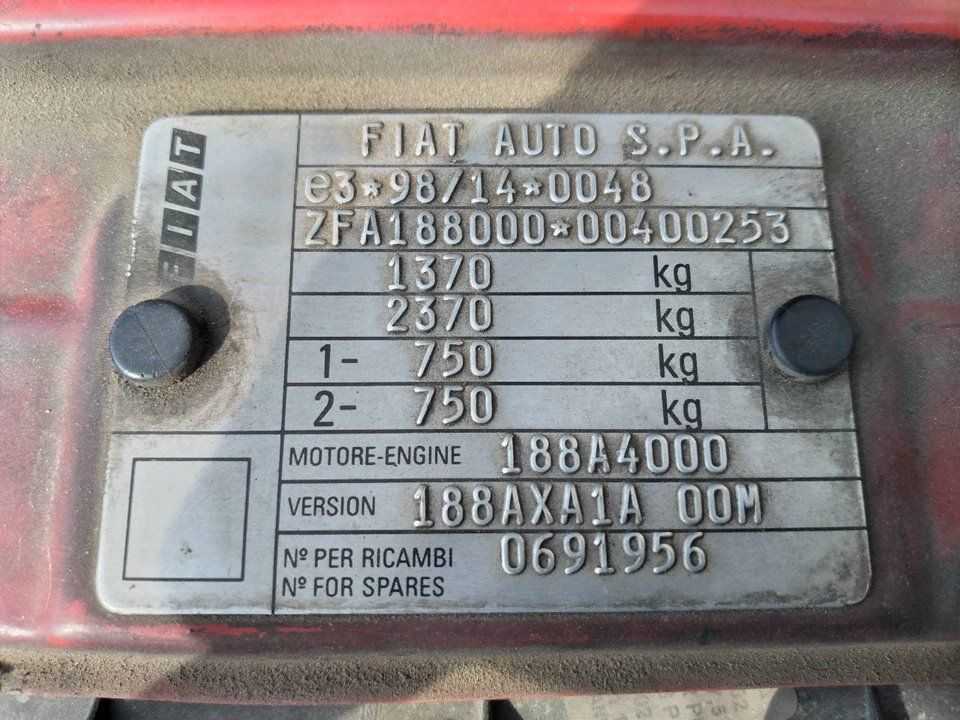 FIAT
FIAT AUTO S.P.A.
e3*98/14*0048
ZFA188000*00400253
1370 kg
2370 kg
1- 750 kg
2- 750 kg
MOTORE-ENGINE 188A4000
VERSION 188AXA1A 00M
Nº PER RICAMBI 0691956
Nº FOR SPARES